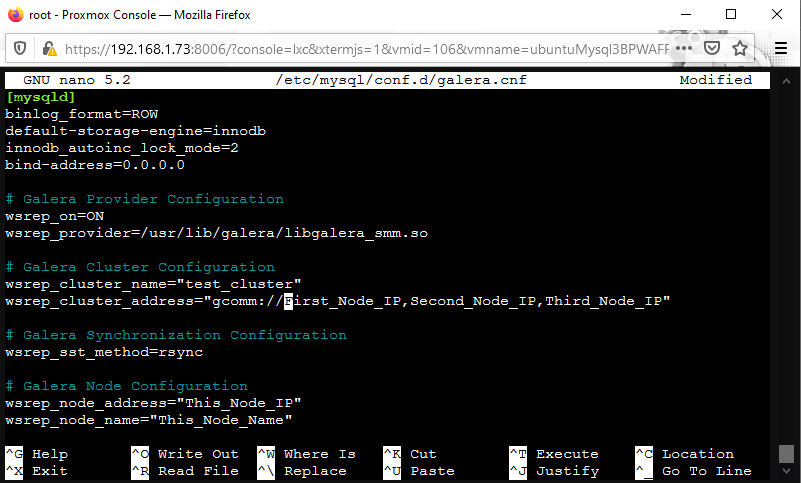 root - Proxmox Console — Mozilla Firefox
https://192.168.1.73:8006/?console=lxc&xtermjs=1&vmid=106&vmname=ubuntuMysql3BPWAFF
GNU nano 5.2 /etc/mysql/conf.d/galera.cnf Modified
[mysqld]
binlog_format=ROW
default-storage-engine=innodb
innodb_autoinc_lock_mode=2
bind-address=0.0.0.0
# Galera Provider Configuration
wsrep_on=ON
wsrep_provider=/usr/lib/galera/libgalera_smm.so
# Galera Cluster Configuration
wsrep_cluster_name="test_cluster"
wsrep_cluster_address="gcomm://First_Node_IP,Second_Node_IP,Third_Node_IP"
# Galera Synchronization Configuration
wsrep_sst_method=rsync
# Galera Node Configuration
wsrep_node_address="This_Node_IP"
wsrep_node_name="This_Node_Name"
^G Help ^O Write Out ^W Where Is ^K Cut ^T Execute ^C Location
^X Exit ^R Read File ^\ Replace ^U Paste ^J Justify ^_ Go To Line